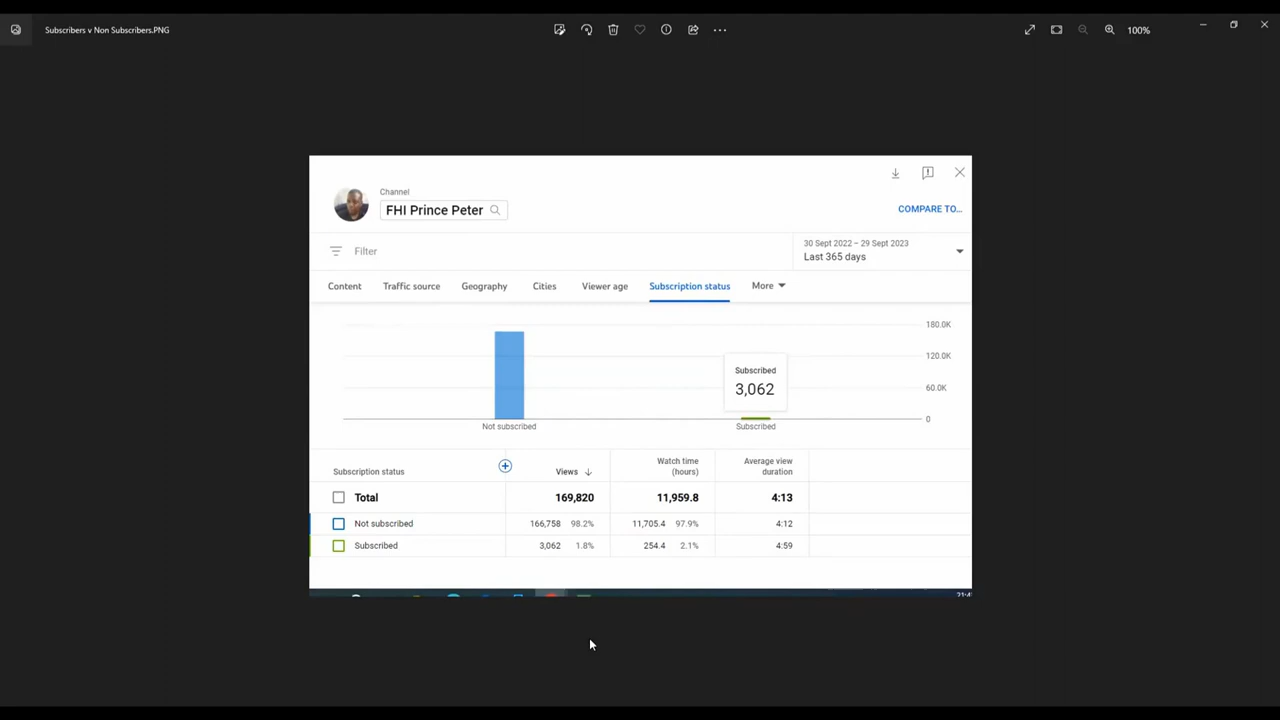 Subscribers v Non Subscribers.PNG
100%
Channel
FHI Prince Peter
COMPARE TO...
Filter
30 Sept 2022 – 29 Sept 2023
Last 365 days
Content Traffic source Geography Cities Viewer age Subscription status More
180.0K
120.0K
60.0K
0
Subscribed
3,062
Not subscribed Subscribed
Subscription status Views Watch time (hours) Average view duration
Total 169,820 11,959.8 4:13
Not subscribed 166,758 98.2% 11,705.4 97.9% 4:12
Subscribed 3,062 1.8% 254.4 2.1% 4:59